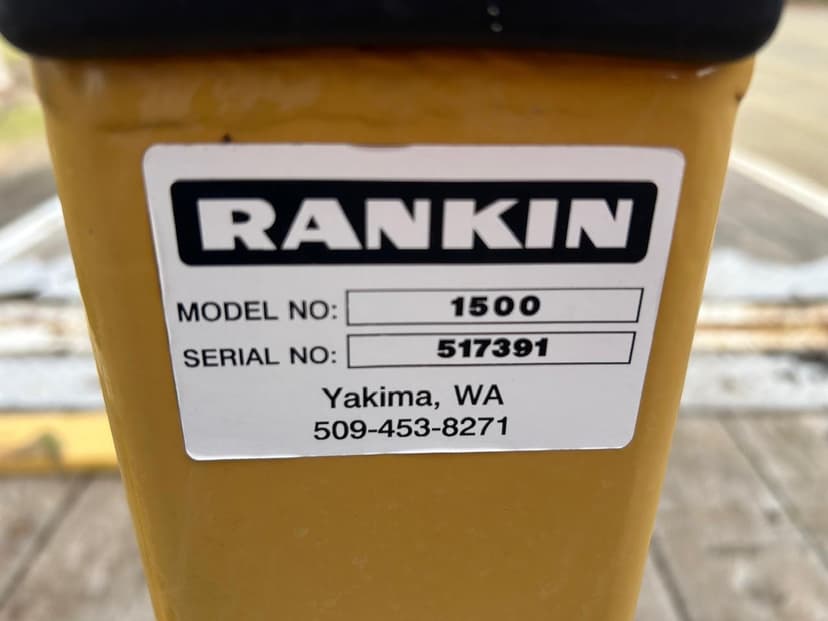 RANKIN
MODEL NO: 1500
SERIAL NO: 517391
Yakima, WA
509-453-8271